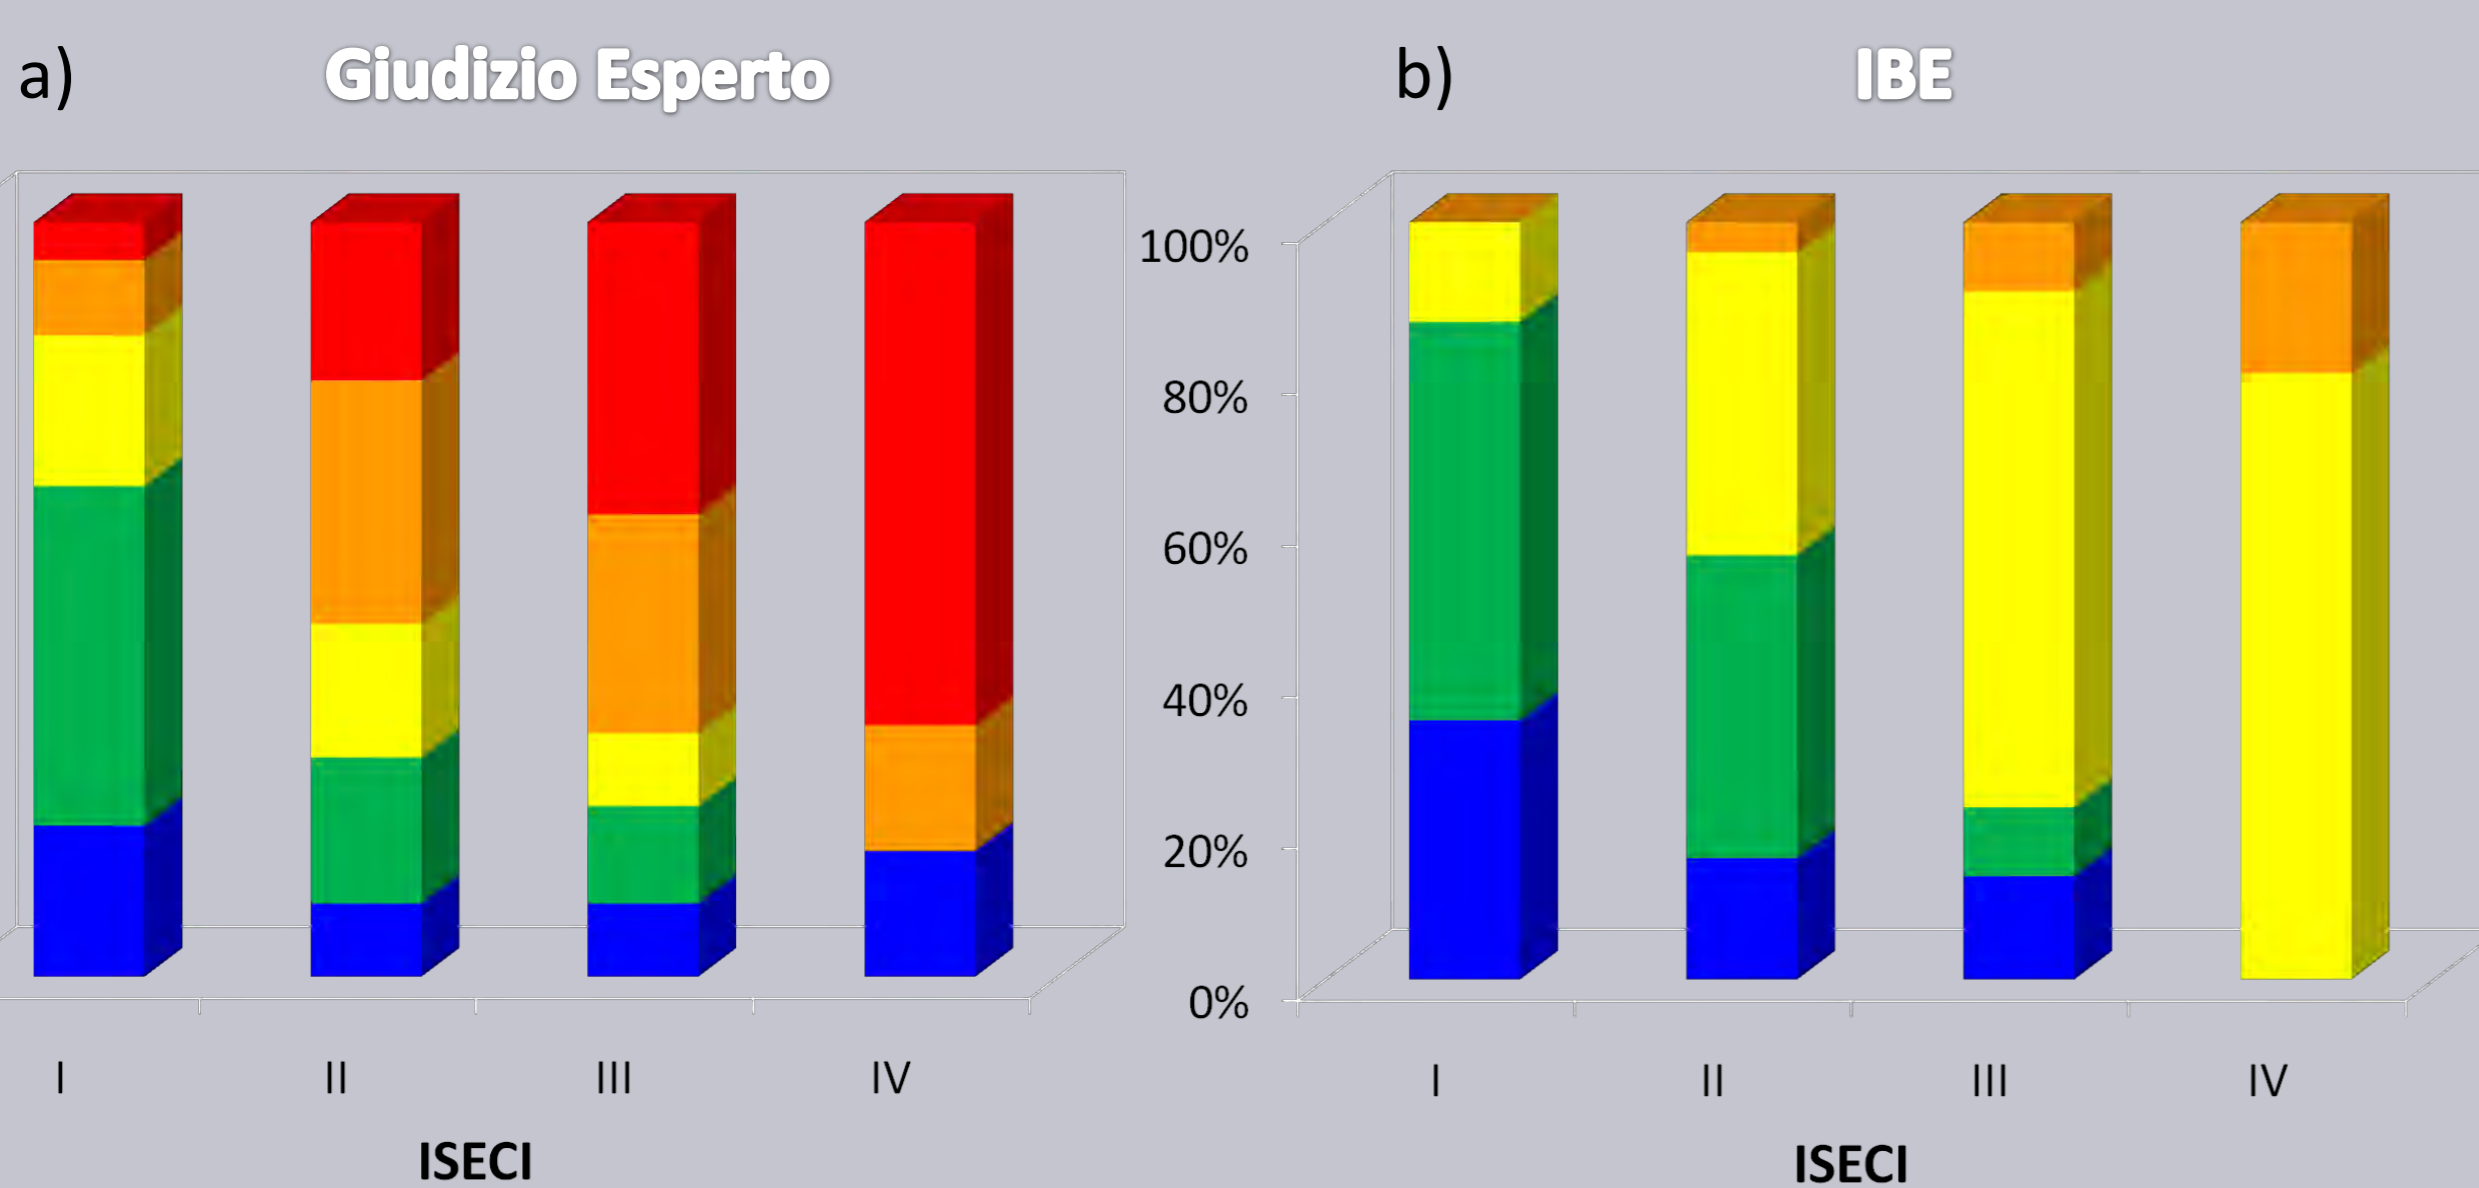 a)
Giudizio Esperto
I
II
III
IV
ISECI
b)
IBE
100%
80%
60%
40%
20%
0%
I
II
III
IV
ISECI